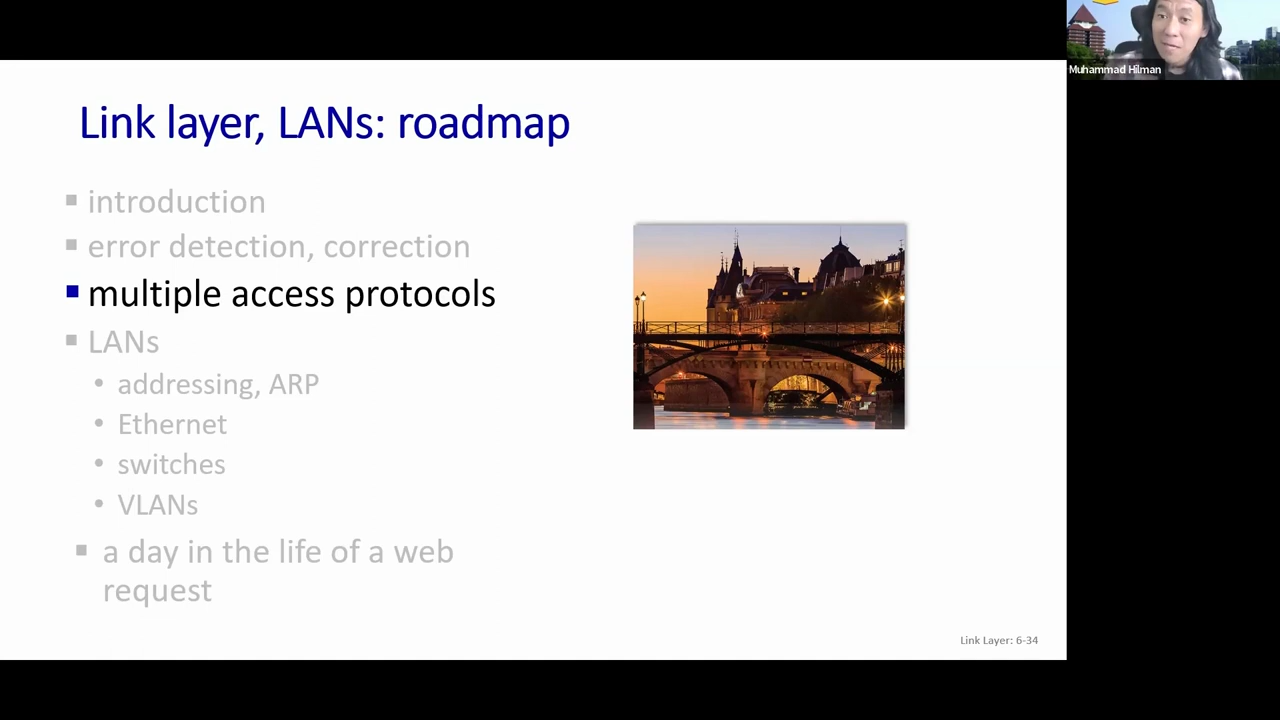 Muhammad Hilman
Link layer, LANs: roadmap
▪ introduction
▪ error detection, correction
▪ multiple access protocols
▪ LANs
• addressing, ARP
• Ethernet
• switches
• VLANs
▪ a day in the life of a web
request
Link Layer: 6-34